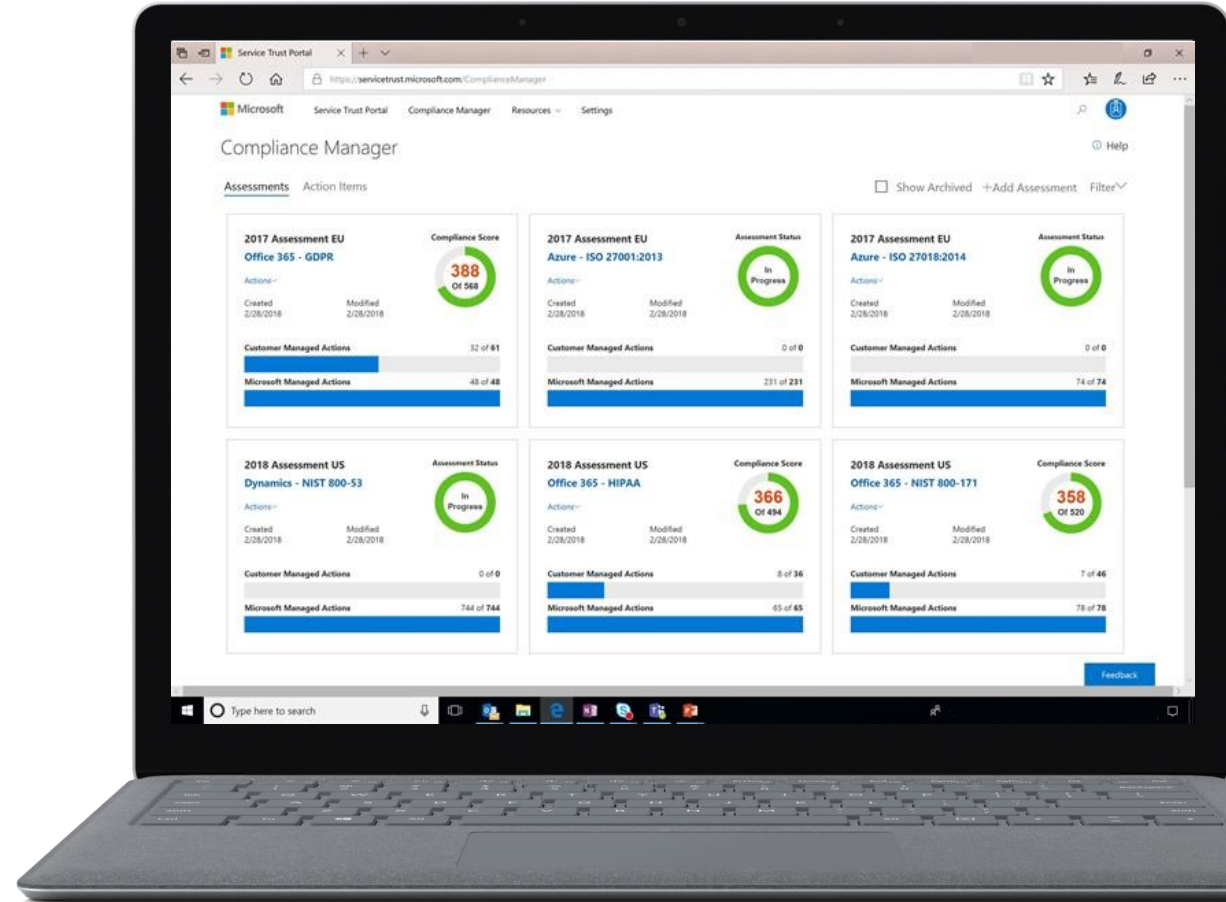 Service Trust Portal
https://servicetrust.microsoft.com/ComplianceManager
Microsoft Service Trust Portal Compliance Manager Resources Settings
Compliance Manager
Help
Assessments Action Items
Show Archived +Add Assessment Filter
2017 Assessment EU Compliance Score
Office 365 - GDPR
388
Of 568
Actions
Created Modified
2/28/2018 2/28/2018
Customer Managed Actions 32 of 61
Microsoft Managed Actions 48 of 48
2017 Assessment EU Assessment Status
Azure - ISO 27001:2013
In
Progress
Actions
Created Modified
2/28/2018 2/28/2018
Customer Managed Actions 0 of 0
Microsoft Managed Actions 231 of 231
2017 Assessment EU Assessment Status
Azure - ISO 27018:2014
In
Progress
Actions
Created Modified
2/28/2018 2/28/2018
Customer Managed Actions 0 of 0
Microsoft Managed Actions 74 of 74
2018 Assessment US Assessment Status
Dynamics - NIST 800-53
In
Progress
Actions
Created Modified
2/28/2018 2/28/2018
Customer Managed Actions 0 of 0
Microsoft Managed Actions 744 of 744
2018 Assessment US Compliance Score
Office 365 - HIPAA
366
Of 494
Actions
Created Modified
2/28/2018 2/28/2018
Customer Managed Actions 8 of 36
Microsoft Managed Actions 65 of 65
2018 Assessment US Compliance Score
Office 365 - NIST 800-171
358
Of 520
Actions
Created Modified
2/28/2018 2/28/2018
Customer Managed Actions 7 of 46
Microsoft Managed Actions 78 of 78
Feedback
Type here to search